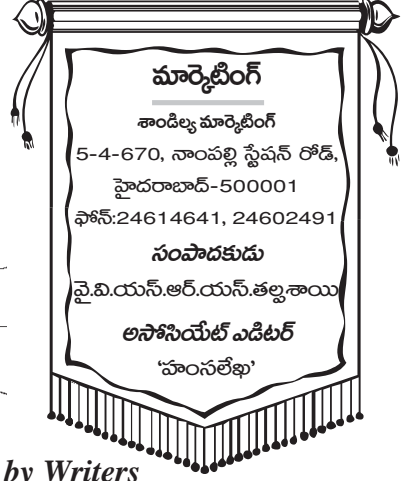 మార్కెటింగ్
శాండిల్య మార్కెటింగ్
5-4-670, నాంపల్లి స్టేషన్ రోడ్,
హైదరాబాద్-500001
ఫోన్:24614641, 24602491
సంపాదకుడు
వై.వి.యస్.ఆర్.యస్.తల్పశాయి
అసోసియేట్ ఎడిటర్
‘హంసలేఖ’
by Writers